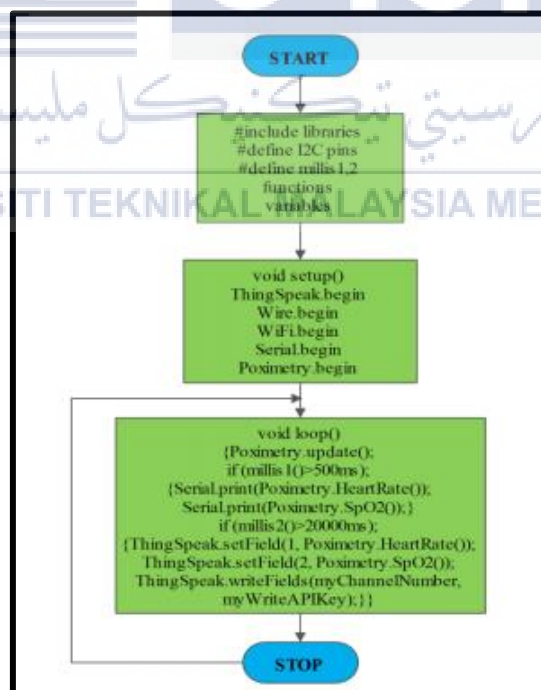 START
#include libraries
#define I2C pins
#define millis1,2
functions
variables
void setup()
ThingSpeak.begin
Wire.begin
WiFi.begin
Serial.begin
Poximetry.begin
void loop()
{Poximetry.update();
if (millis1()>500ms);
{Serial.print(Poximetry.HeartRate());
Serial.print(Poximetry.SpO2());}
if (millis2()>20000ms);
{ThingSpeak.setField(1, Poximetry.HeartRate());
ThingSpeak.setField(2, Poximetry.SpO2());
ThingSpeak.writeFields(myChannelNumber,
myWriteAPIKey);}}
STOP
TEKNIKAL MALAYSIA